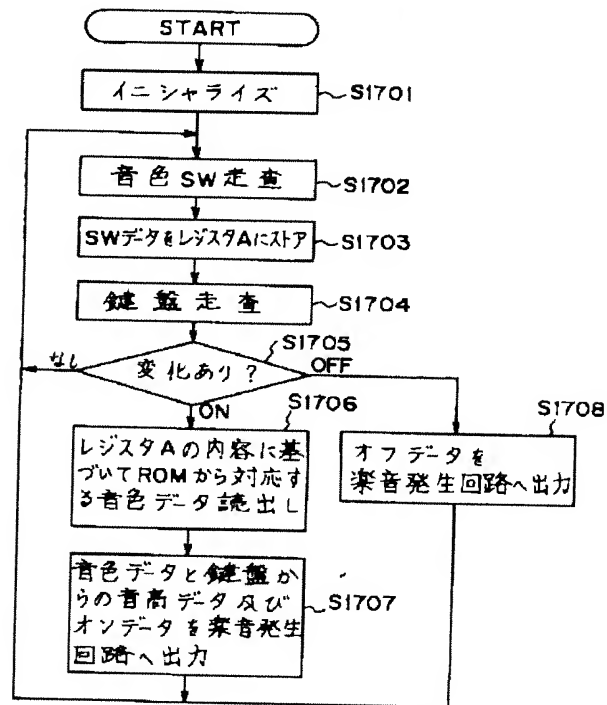 START
イニシャライズ
S1701
音色SW走査
S1702
SWデータをレジスタAにストア
S1703
鍵盤走査
S1704
S1705
変化あり?
なし
OFF
ON
S1706
レジスタAの内容に基
づいてROMから対応す
る音色データ読出し
S1708
オフデータを
楽音発生回路へ出力
音色データと鍵盤か
らの音高データ及び
オンデータを楽音発生
回路へ出力
S1707